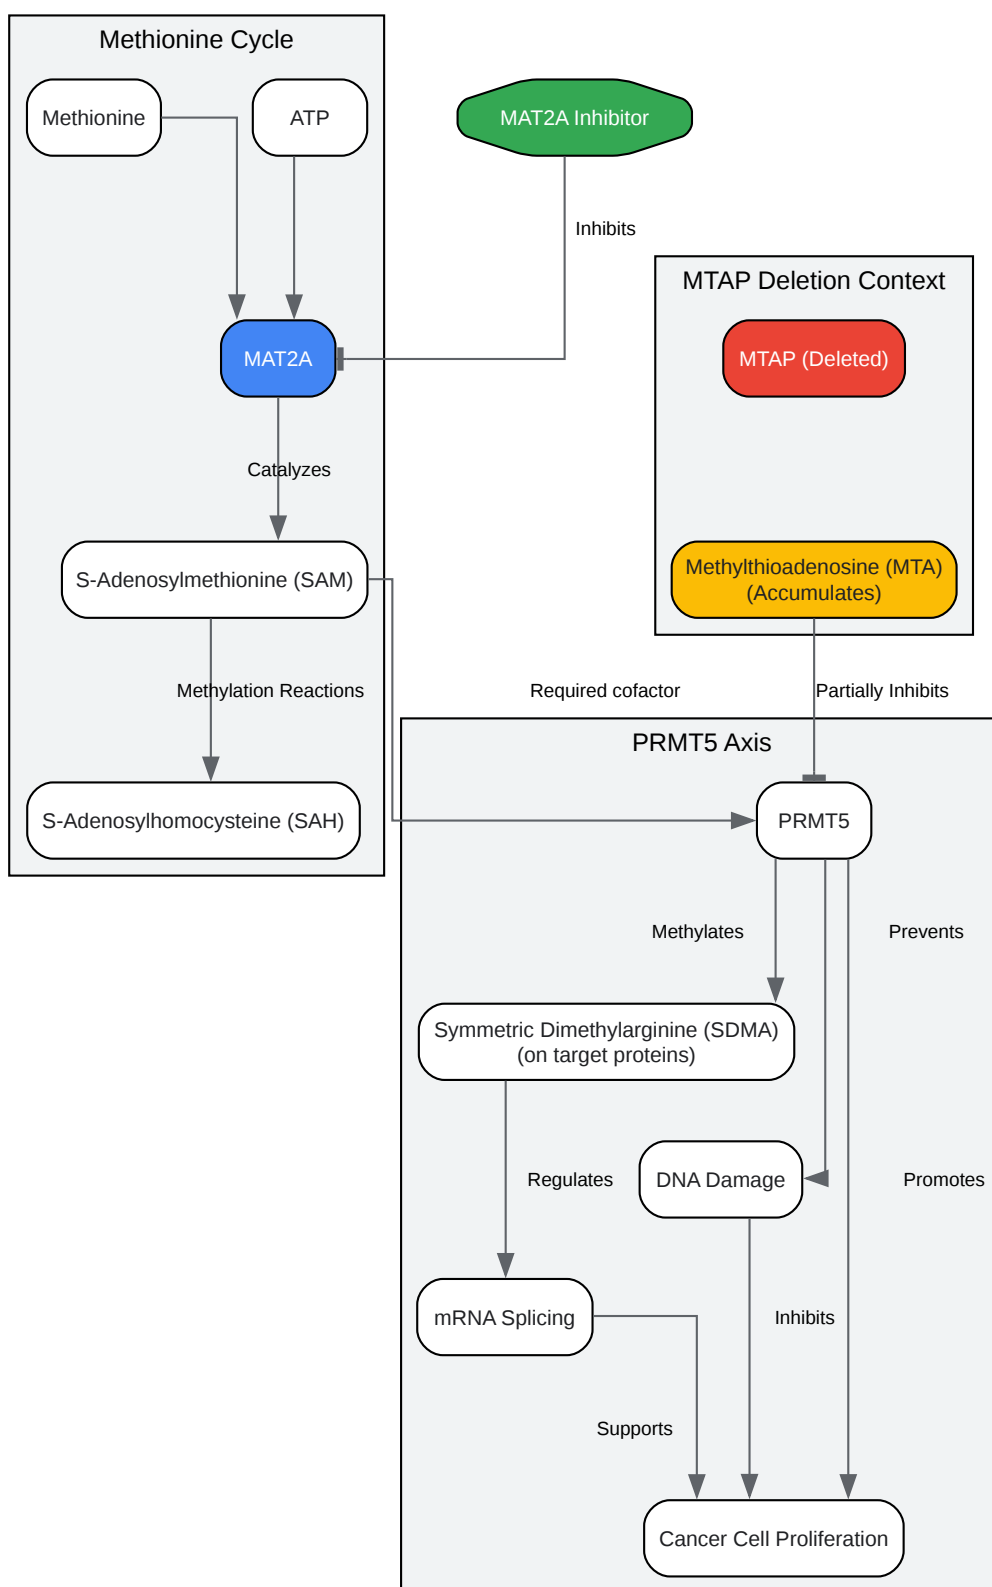 Methionine Cycle
Methionine
ATP
MAT2A Inhibitor
Inhibits
MTAP Deletion Context
MTAP (Deleted)
MAT2A
Catalyzes
S-Adenosylmethionine (SAM)
Methylthioadenosine (MTA)
(Accumulates)
Methylation Reactions
Required cofactor
Partially Inhibits
PRMT5 Axis
S-Adenosylhomocysteine (SAH)
PRMT5
Methylates
Prevents
Symmetric Dimethylarginine (SDMA)
(on target proteins)
Regulates
DNA Damage
Promotes
mRNA Splicing
Inhibits
Supports
Cancer Cell Proliferation